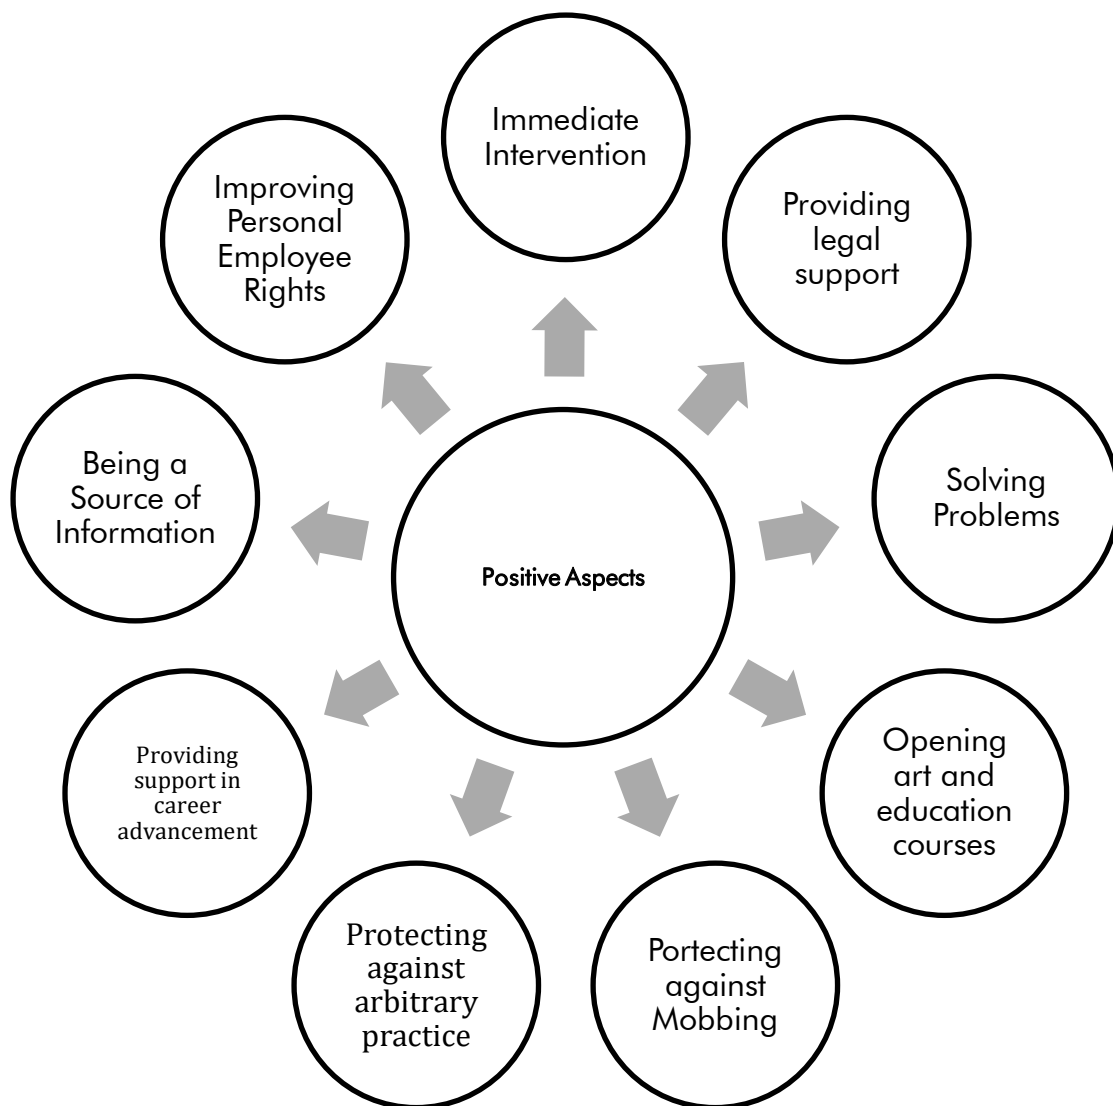 Immediate
Intervention
Providing
legal
support
Solving
Problems
Opening
art and
education
courses
Portecting
against
Mobbing
Protecting
against
arbitrary
practice
Providing
support in
career
advancement
Being a
Source of
Information
Improving
Personal
Employee
Rights
Positive Aspects